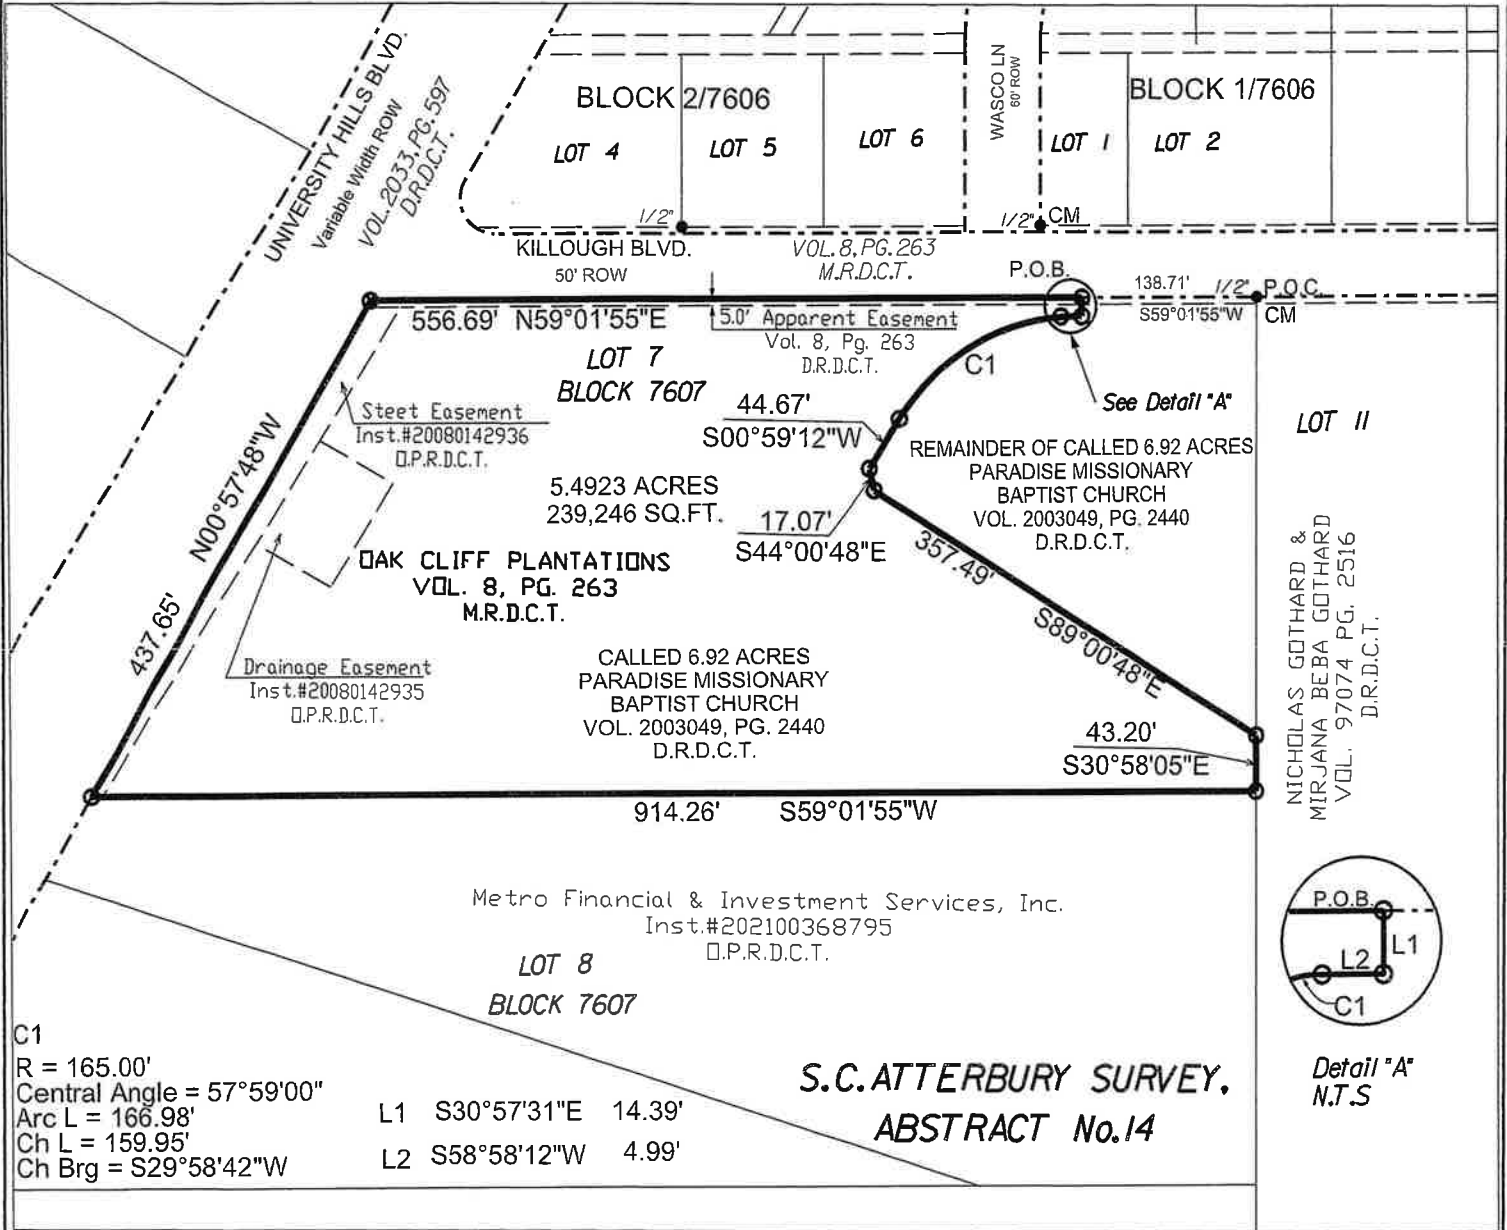 UNIVERSITY HILLS BLVD.
Variable Width ROW
VOL.2033, PG.597
D.R.D.C.T.
BLOCK 2/7606
LOT 4
LOT 5
LOT 6
WASCO LN
60' ROW
BLOCK 1/7606
LOT 1
LOT 2
1/2"
1/2"
CM
KILLOUGH BLVD.
50' ROW
VOL.8, PG.263
M.R.D.C.T.
P.O.B.
138.71'
1/2"
P.O.C.
S59°01'55"W
CM
556.69' N59°01'55"E
5.0' Apparent Easement
Vol. 8, Pg. 263
D.R.D.C.T.
LOT 7
BLOCK 7607
C1
See Detail "A"
LOT 11
Steet Easement
Inst.#20080142936
O.P.R.D.C.T.
44.67'
S00°59'12"W
REMAINDER OF CALLED 6.92 ACRES
PARADISE MISSIONARY
BAPTIST CHURCH
VOL. 2003049, PG. 2440
D.R.D.C.T.
N00°57'48"W
437.65'
5.4923 ACRES
239,246 SQ.FT.
17.07'
S44°00'48"E
357.49'
S89°00'48"E
OAK CLIFF PLANTATIONS
VOL. 8, PG. 263
M.R.D.C.T.
NICHOLAS GOTHARD &
MIRJANA BEBA GOTHARD
VOL. 97074 PG. 2516
D.R.D.C.T.
Drainage Easement
Inst.#20080142935
O.P.R.D.C.T.
CALLED 6.92 ACRES
PARADISE MISSIONARY
BAPTIST CHURCH
VOL. 2003049, PG. 2440
D.R.D.C.T.
43.20'
S30°58'05"E
914.26' S59°01'55"W
Metro Financial & Investment Services, Inc.
Inst.#202100368795
O.P.R.D.C.T.
LOT 8
BLOCK 7607
P.O.B.
L1
L2
C1
Detail "A"
N.T.S
C1
R = 165.00'
Central Angle = 57°59'00"
Arc L = 166.98'
Ch L = 159.95'
Ch Brg = S29°58'42"W
L1 S30°57'31"E 14.39'
L2 S58°58'12"W 4.99'
S.C. ATTERBURY SURVEY,
ABSTRACT No.14